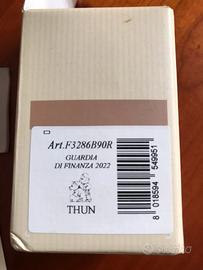 Art.F3286B90R
GUARDIA
DI FINANZA 2022
THUN
8 018594 549951